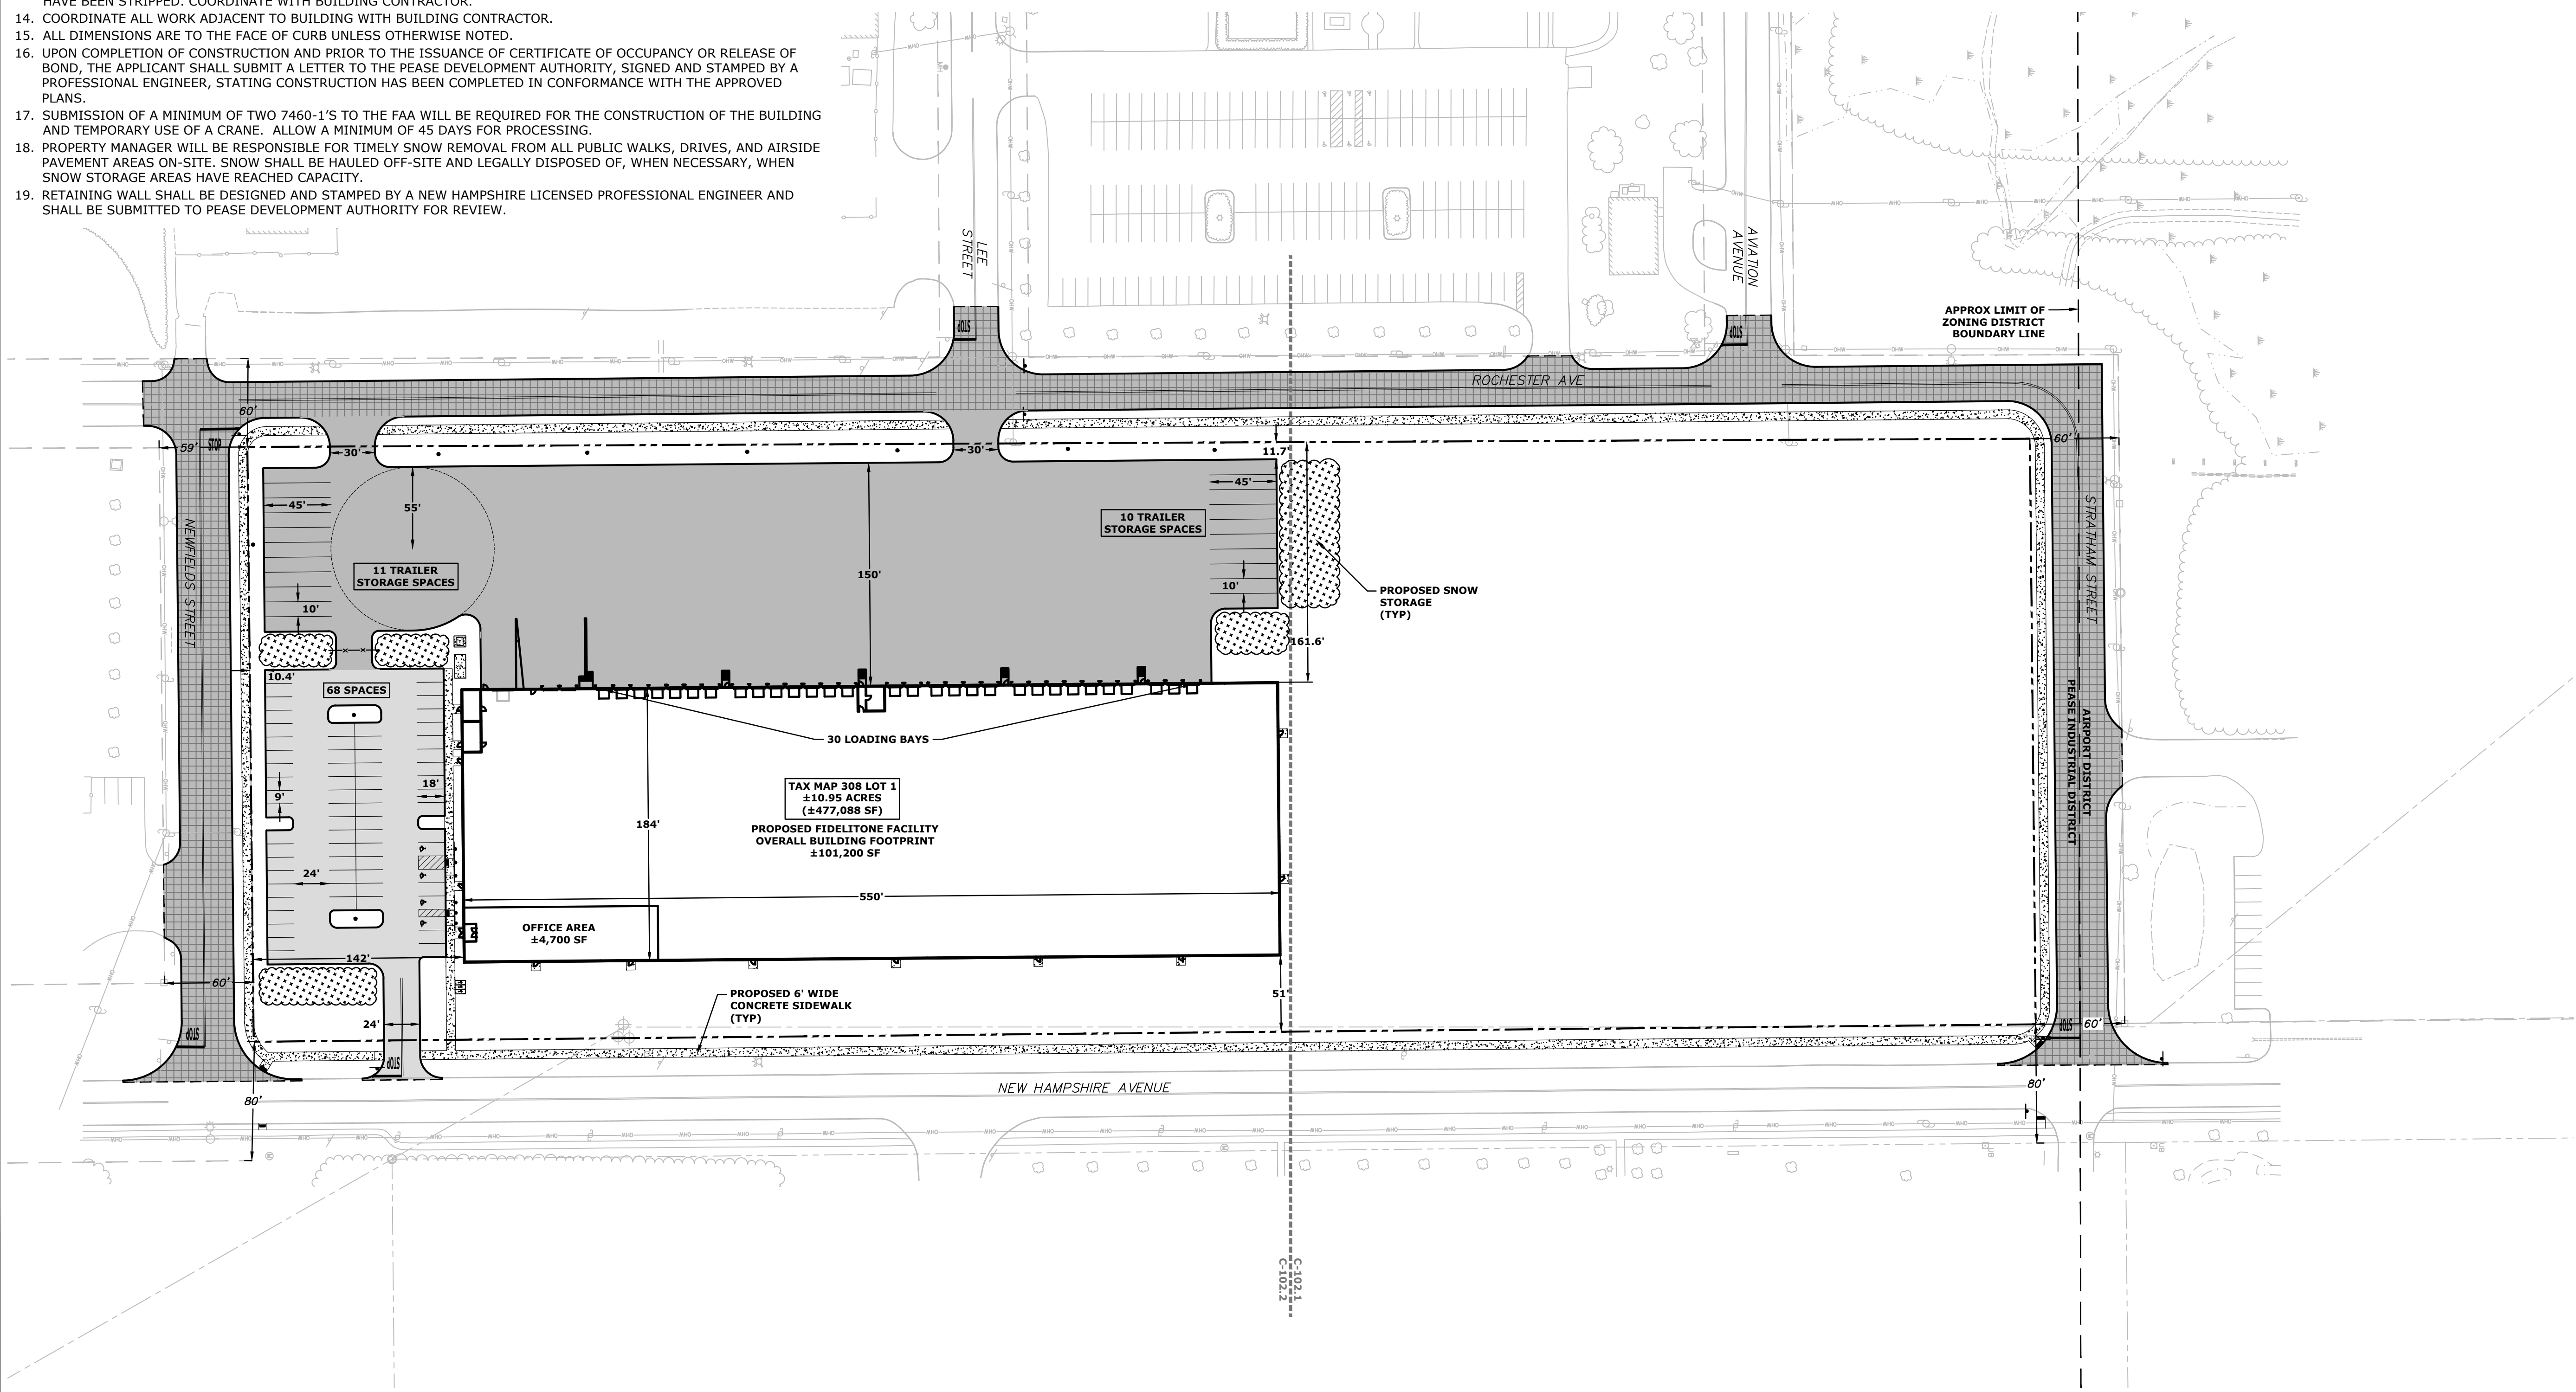 HAVE BEEN STRIPPED. COORDINATE WITH BUILDING CONTRACTOR.
14. COORDINATE ALL WORK ADJACENT TO BUILDING WITH BUILDING CONTRACTOR.
15. ALL DIMENSIONS ARE TO THE FACE OF CURB UNLESS OTHERWISE NOTED.
16. UPON COMPLETION OF CONSTRUCTION AND PRIOR TO THE ISSUANCE OF CERTIFICATE OF OCCUPANCY OR RELEASE OF
BOND, THE APPLICANT SHALL SUBMIT A LETTER TO THE PEASE DEVELOPMENT AUTHORITY, SIGNED AND STAMPED BY A
PROFESSIONAL ENGINEER, STATING CONSTRUCTION HAS BEEN COMPLETED IN CONFORMANCE WITH THE APPROVED
PLANS.
17. SUBMISSION OF A MINIMUM OF TWO 7460-1'S TO THE FAA WILL BE REQUIRED FOR THE CONSTRUCTION OF THE BUILDING
AND TEMPORARY USE OF A CRANE. ALLOW A MINIMUM OF 45 DAYS FOR PROCESSING.
18. PROPERTY MANAGER WILL BE RESPONSIBLE FOR TIMELY SNOW REMOVAL FROM ALL PUBLIC WALKS, DRIVES, AND AIRSIDE
PAVEMENT AREAS ON-SITE. SNOW SHALL BE HAULED OFF-SITE AND LEGALLY DISPOSED OF, WHEN NECESSARY, WHEN
SNOW STORAGE AREAS HAVE REACHED CAPACITY.
19. RETAINING WALL SHALL BE DESIGNED AND STAMPED BY A NEW HAMPSHIRE LICENSED PROFESSIONAL ENGINEER AND
SHALL BE SUBMITTED TO PEASE DEVELOPMENT AUTHORITY FOR REVIEW.
LEE
STREET
AVIATION
AVENUE
APPROX LIMIT OF
ZONING DISTRICT
BOUNDARY LINE
STOP
STOP
ROCHESTER AVE
60'
59'
STOP
30'
30'
11.7'
60'
45'
55'
45'
10 TRAILER
STORAGE SPACES
NEWFIELDS STREET
STRATHAM STREET
11 TRAILER
STORAGE SPACES
150'
10'
10'
PROPOSED SNOW
STORAGE
(TYP)
161.6'
10.4'
68 SPACES
30 LOADING BAYS
AIRPORT DISTRICT
PEASE INDUSTRIAL DISTRICT
18'
9'
TAX MAP 308 LOT 1
±10.95 ACRES
(±477,088 SF)
184'
PROPOSED FIDELITONE FACILITY
OVERALL BUILDING FOOTPRINT
±101,200 SF
24'
550'
OFFICE AREA
±4,700 SF
142'
60'
PROPOSED 6' WIDE
CONCRETE SIDEWALK
(TYP)
51'
24'
60'
STOP
STOP
STOP
NEW HAMPSHIRE AVENUE
80'
80'
C-102.1
C-102.2